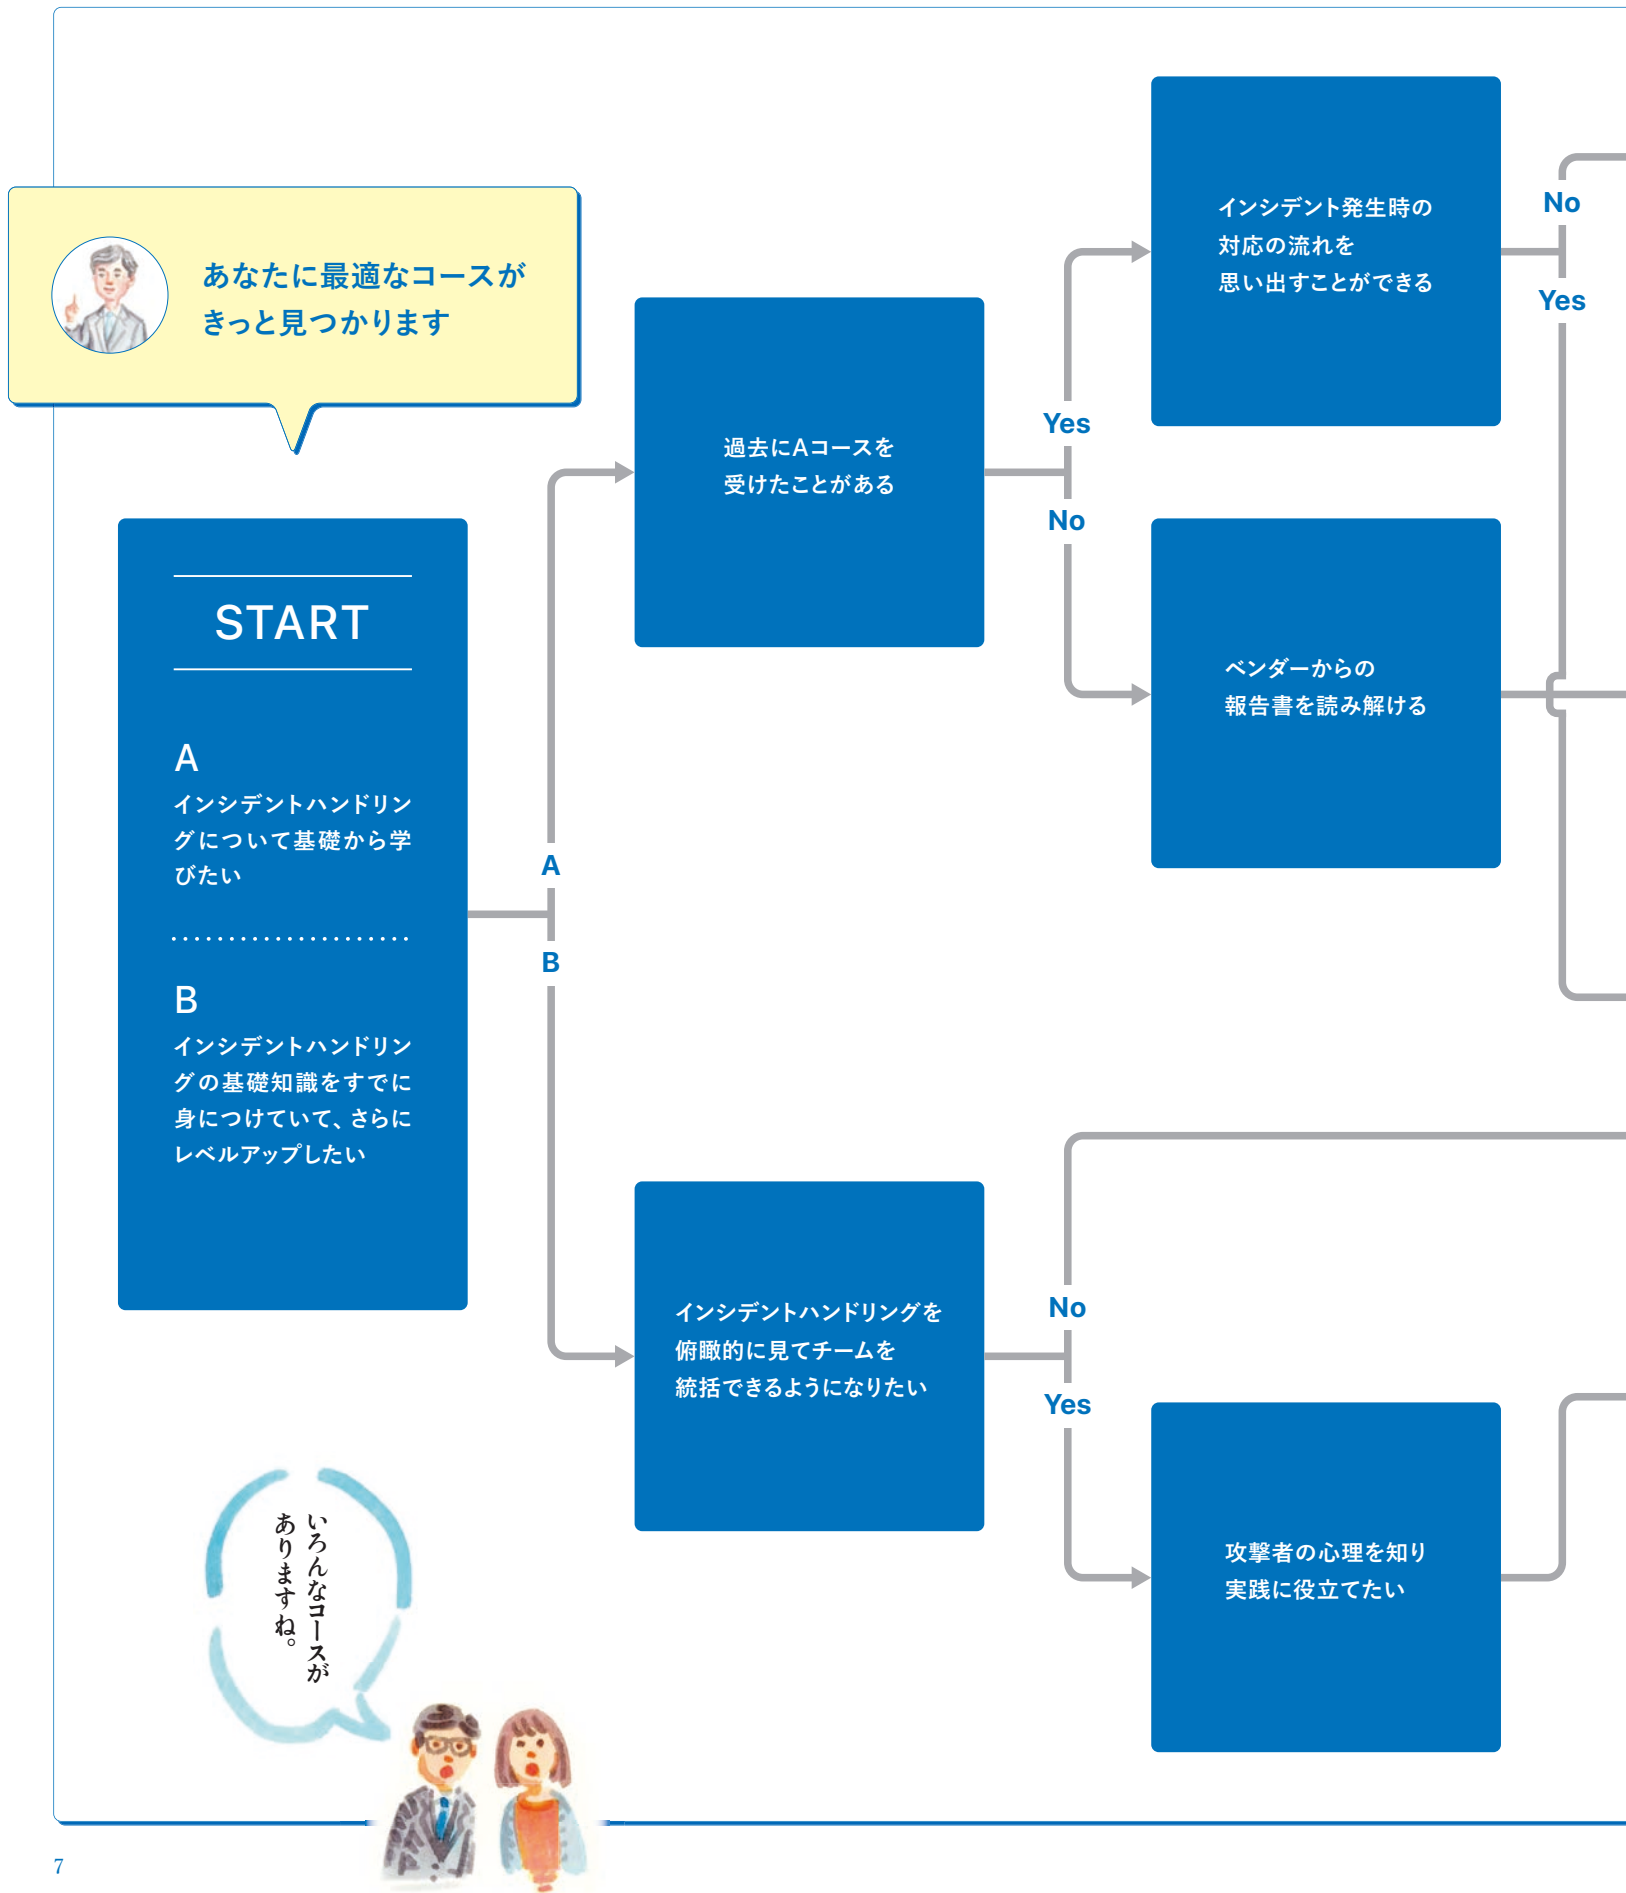 あなたに最適なコースが
きっと見つかります
START
A
インシデントハンドリン
グについて基礎から学
びたい
B
インシデントハンドリン
グの基礎知識をすでに
身につけていて、さらに
レベルアップしたい
A
B
過去にAコースを
受けたことがある
Yes
No
インシデント発生時の
対応の流れを
思い出すことができる
No
Yes
ベンダーからの
報告書を読み解ける
インシデントハンドリングを
俯瞰的に見てチームを
統括できるようになりたい
No
Yes
攻撃者の心理を知り
実践に役立てたい
いろんなコースが
ありますね。
7